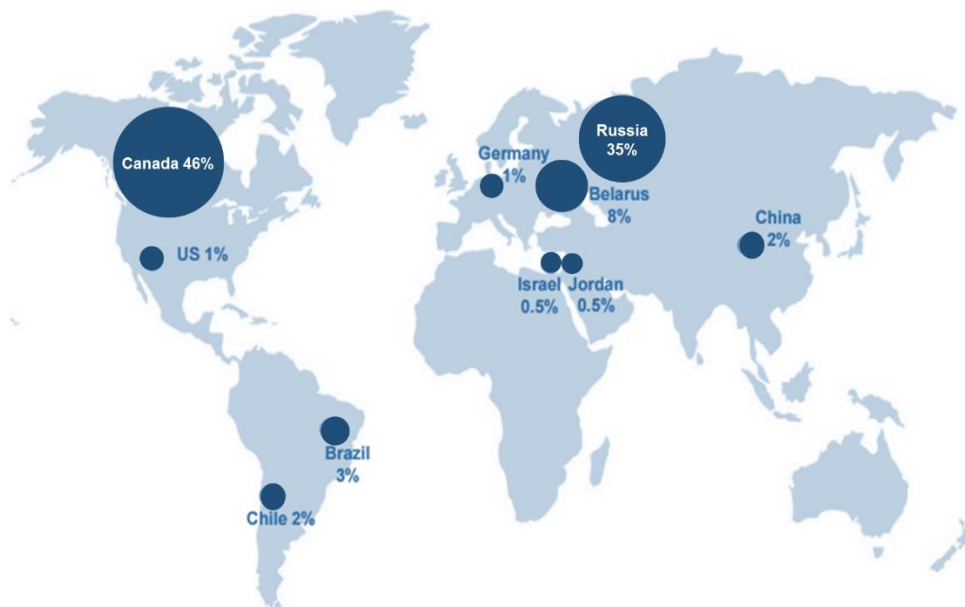 Canada 46%
Russia
35%
Germany
1%
Belarus
8%
China
2%
US 1%
Israel
0.5%
Jordan
0.5%
Brazil
3%
Chile 2%